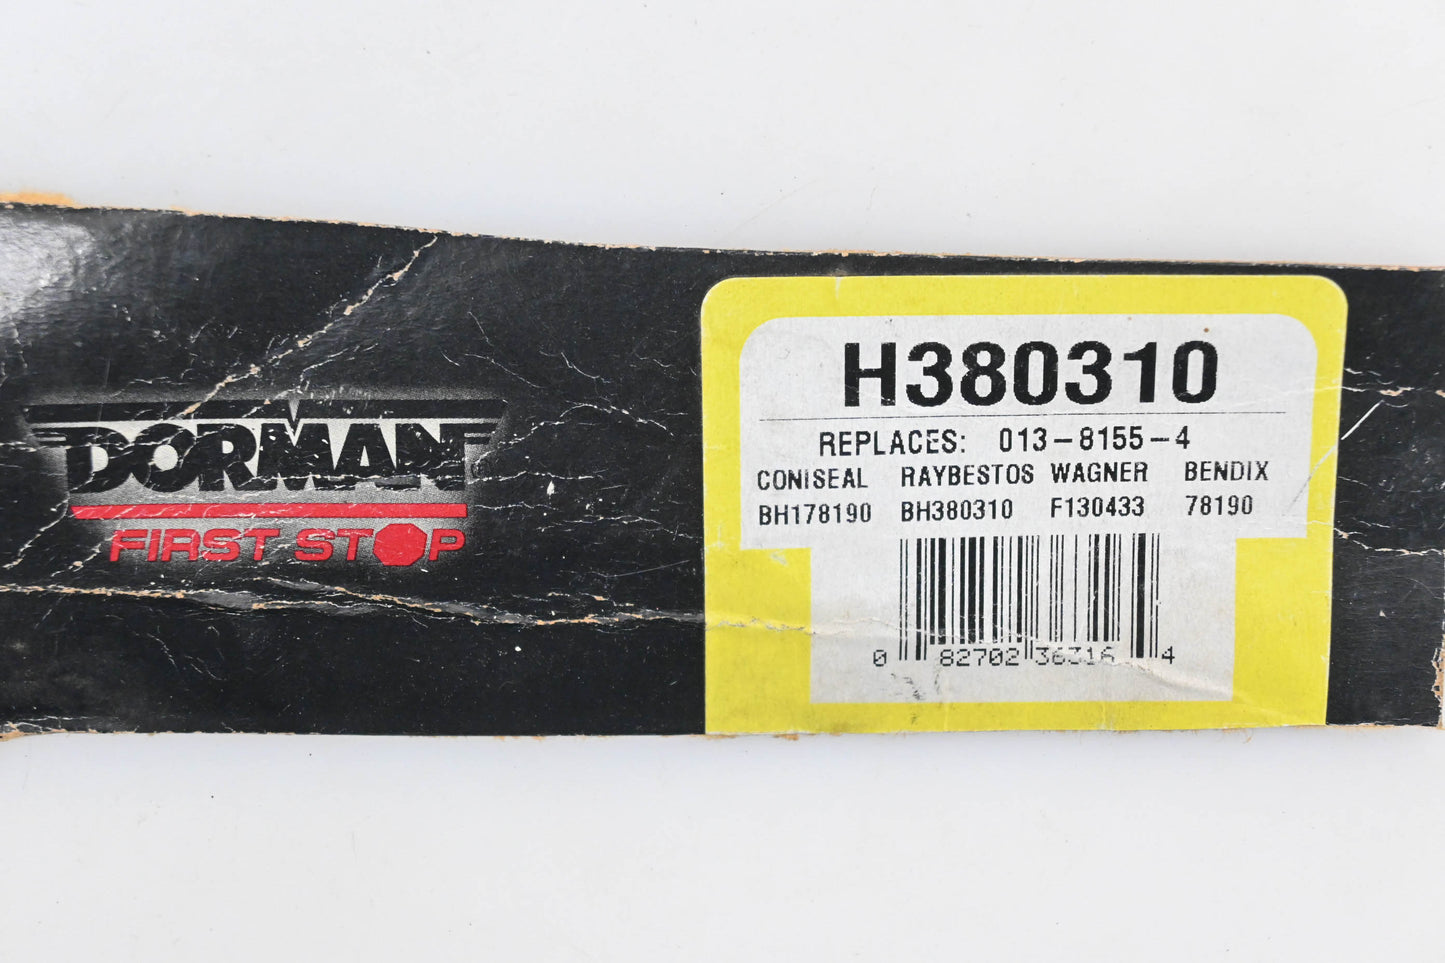 DORMAN®
FIRST STOP
H380310
REPLACES: 013-8155-4
CONISEAL RAYBESTOS WAGNER BENDIX
BH178190 BH380310 F130433 78190
0 82702 36316 4